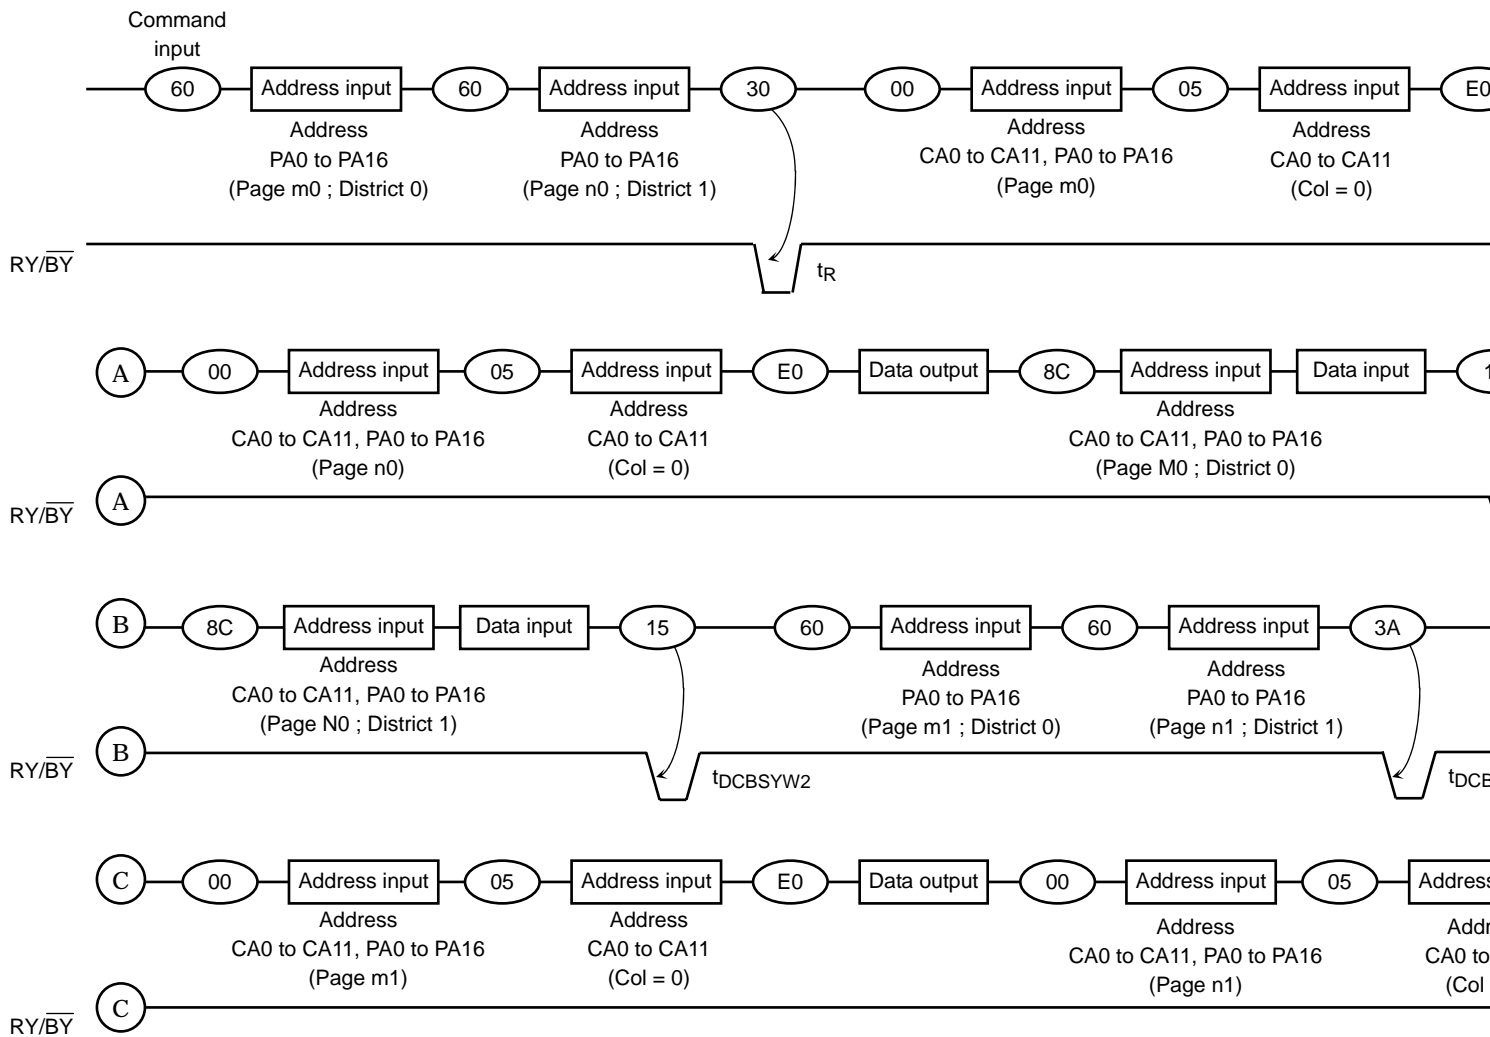 Command
input
60 Address input 60 Address input 30 00 Address input 05 Address input E0
Address Address Address Address
PA0 to PA16 PA0 to PA16 CA0 to CA11, PA0 to PA16 CA0 to CA11
(Page m0 ; District 0) (Page n0 ; District 1) (Page m0) (Col = 0)
RY/BY tR
A 00 Address input 05 Address input E0 Data output 8C Address input Data input 1
Address Address Address
CA0 to CA11, PA0 to PA16 CA0 to CA11 CA0 to CA11, PA0 to PA16
(Page n0) (Col = 0) (Page M0 ; District 0)
RY/BY A
B 8C Address input Data input 15 60 Address input 60 Address input 3A
Address Address Address
CA0 to CA11, PA0 to PA16 PA0 to PA16 PA0 to PA16
(Page N0 ; District 1) (Page m1 ; District 0) (Page n1 ; District 1)
RY/BY B tDCBSYW2 tDCB
C 00 Address input 05 Address input E0 Data output 00 Address input 05 Address
Address Address Address Addr
CA0 to CA11, PA0 to PA16 CA0 to CA11 CA0 to CA11, PA0 to PA16 CA0 to
(Page m1) (Col = 0) (Page n1) (Col
RY/BY C